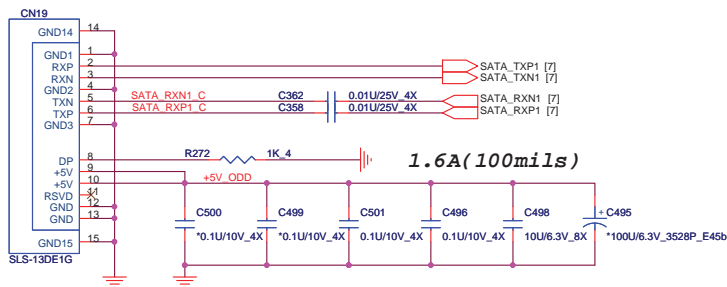 CN19
GND14 14
GND1 1
RXP 2 SATA_TXP1 [7]
RXN 3 SATA_TXN1 [7]
GND2 4
TXN 5 SATA_RXN1_C C362 0.01U/25V_4X SATA_RXN1 [7]
TXP 6 SATA_RXP1_C C358 0.01U/25V_4X SATA_RXP1 [7]
GND3 7
DP 8 R272 1K_4 1.6A(100mils)
+5V 9
+5V 10 +5V_ODD
RSVD 11
GND 12
GND 13
C500 C499 C501 C496 C498 + C495
*0.1U/10V_4X *0.1U/10V_4X 0.1U/10V_4X 0.1U/10V_4X 10U/6.3V_8X *100U/6.3V_3528P_E45b
GND15 15
SLS-13DE1G